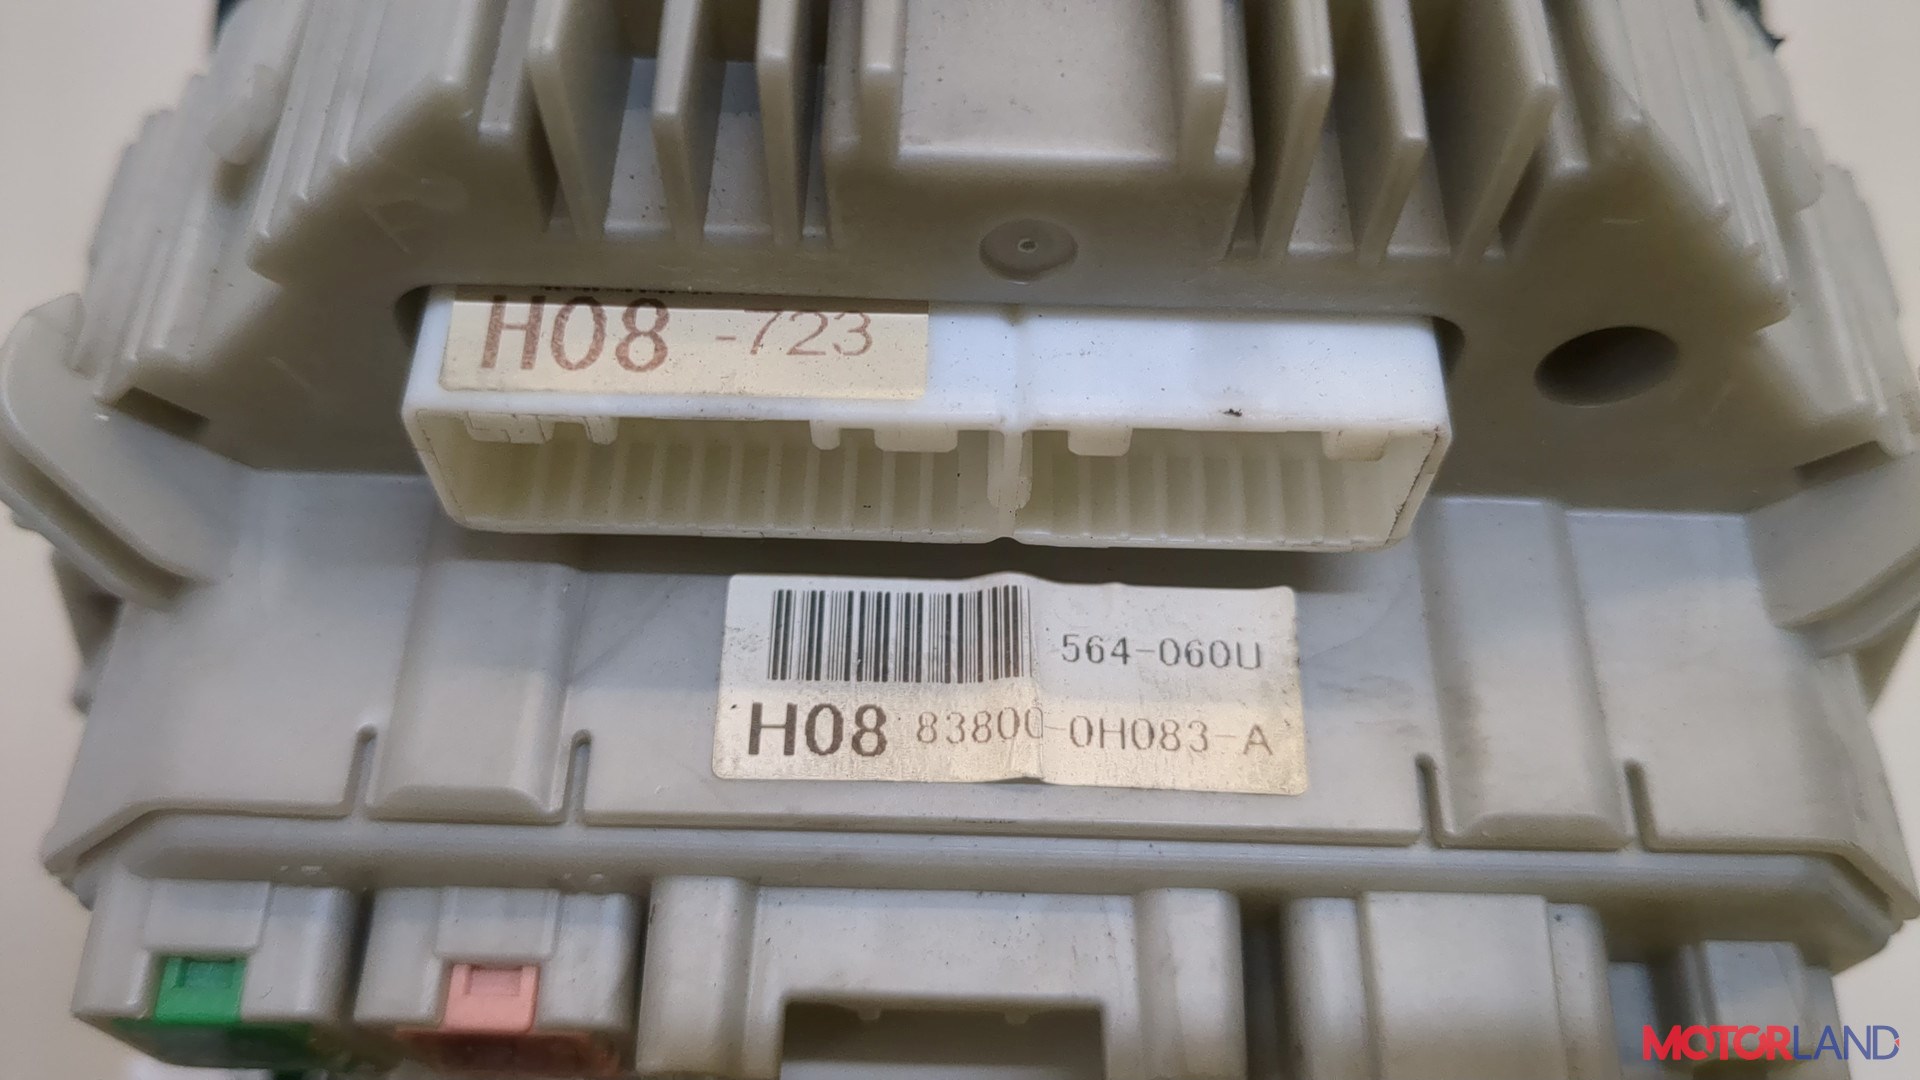 H08 -723
564-060U
H08 83800-0H083-A
MOTORLAND